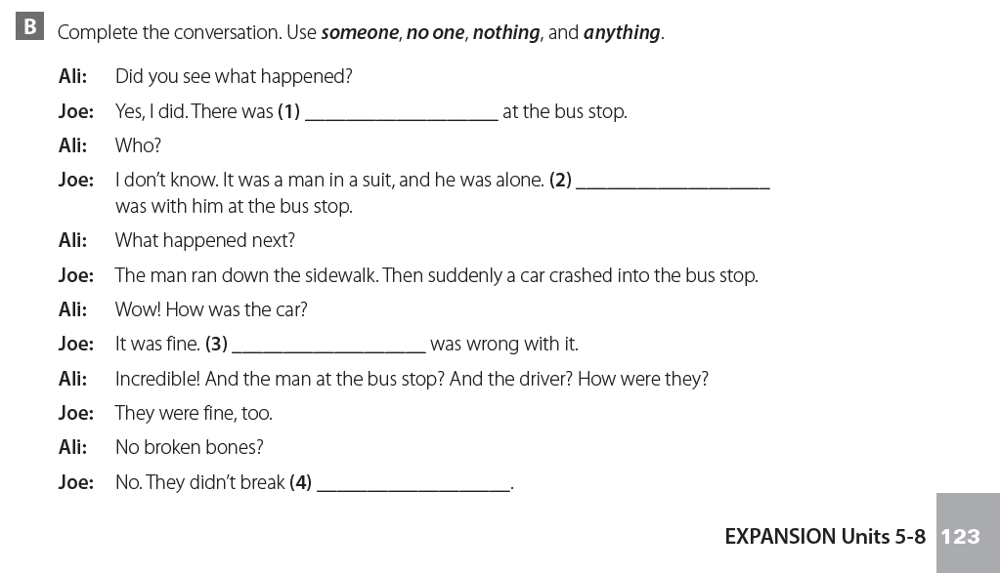 B Complete the conversation. Use someone, no one, nothing, and anything.
Ali: Did you see what happened?
Joe: Yes, I did. There was (1) ___________________ at the bus stop.
Ali: Who?
Joe: I don't know. It was a man in a suit, and he was alone. (2) ___________________
was with him at the bus stop.
Ali: What happened next?
Joe: The man ran down the sidewalk. Then suddenly a car crashed into the bus stop.
Ali: Wow! How was the car?
Joe: It was fine. (3) ___________________ was wrong with it.
Ali: Incredible! And the man at the bus stop? And the driver? How were they?
Joe: They were fine, too.
Ali: No broken bones?
Joe: No. They didn't break (4) ___________________.
EXPANSION Units 5-8 123